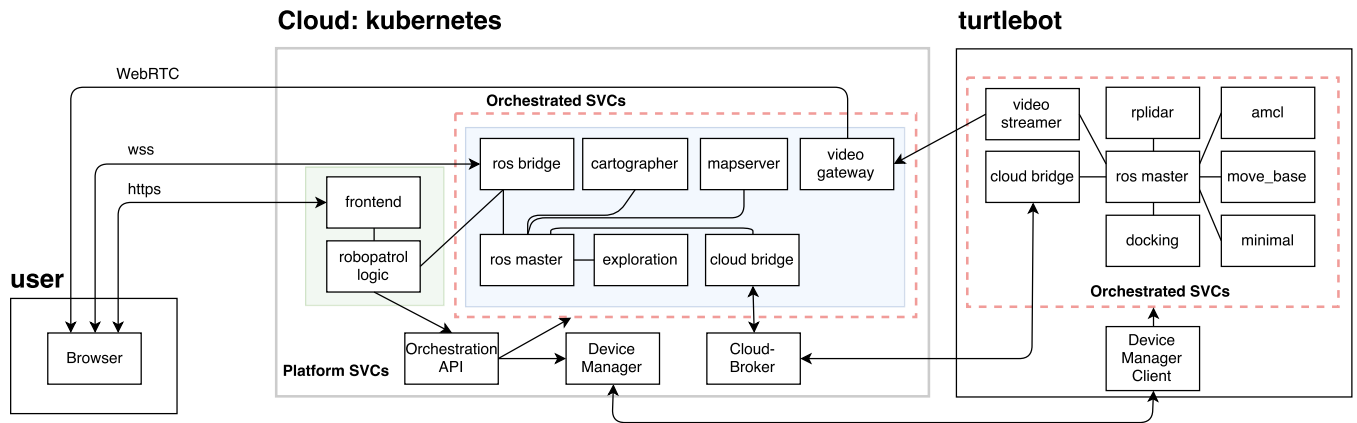 Cloud: kubernetes
turtlebot
WebRTC
Orchestrated SVCs
wss
https
ros bridge
cartographer
mapserver
video
gateway
frontend
robopatrol
logic
ros master
exploration
cloud bridge
user
Browser
Platform SVCs
Orchestration
API
Device
Manager
Cloud-
Broker
video
streamer
rplidar
amcl
cloud bridge
ros master
move_base
docking
minimal
Orchestrated SVCs
Device
Manager
Client